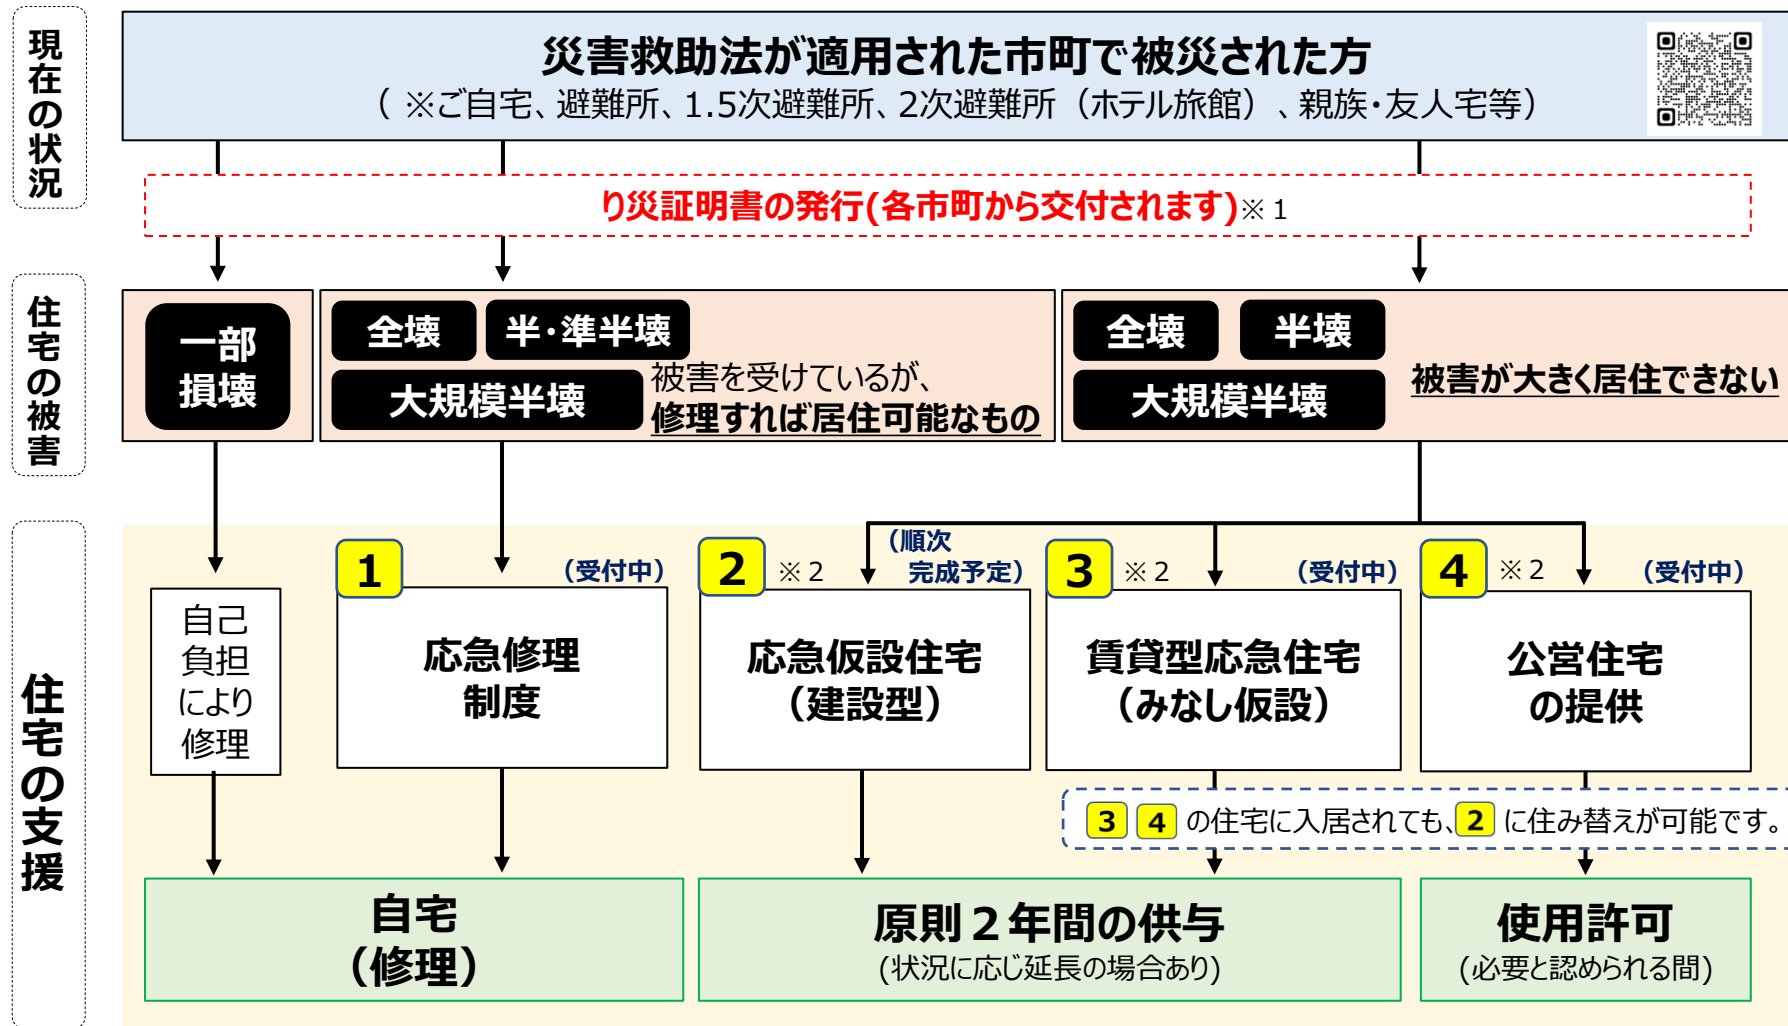 現在の状況
災害救助法が適用された市町で被災された方
（ ※ご自宅、避難所、1.5次避難所、2次避難所（ホテル旅館）、親族・友人宅等）
り災証明書の発行(各市町から交付されます)※１
住宅の被害
一部
損壊
全壊
半・準半壊
大規模半壊
被害を受けているが、
修理すれば居住可能なもの
全壊
半壊
大規模半壊
被害が大きく居住できない
住宅の支援
自己
負担
により
修理
1
（受付中）
応急修理
制度
2
※２
（順次
完成予定）
応急仮設住宅
（建設型）
3
※２
（受付中）
賃貸型応急住宅
（みなし仮設）
4
※２
（受付中）
公営住宅
の提供
3 4 の住宅に入居されても、2 に住み替えが可能です。
自宅
（修理）
原則２年間の供与
(状況に応じ延長の場合あり)
使用許可
(必要と認められる間)